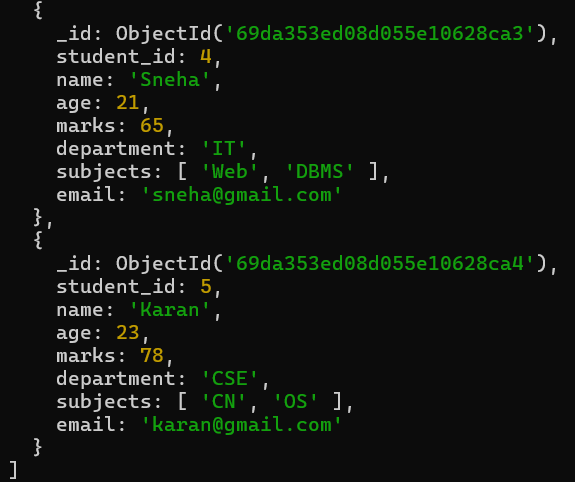 {
_id: ObjectId('69da353ed08d055e10628ca3'),
student_id: 4,
name: 'Sneha',
age: 21,
marks: 65,
department: 'IT',
subjects: [ 'Web', 'DBMS' ],
email: 'sneha@gmail.com'
},
{
_id: ObjectId('69da353ed08d055e10628ca4'),
student_id: 5,
name: 'Karan',
age: 23,
marks: 78,
department: 'CSE',
subjects: [ 'CN', 'OS' ],
email: 'karan@gmail.com'
}
]